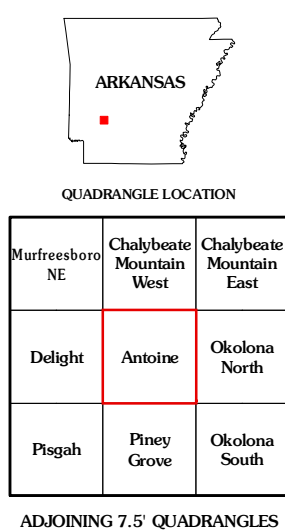 ARKANSAS
QUADRANGLE LOCATION
Murfreesboro
NE
Chalybeate
Mountain
West
Chalybeate
Mountain
East
Delight
Antoine
Okolona
North
Pisgah
Piney
Grove
Okolona
South
ADJOINING 7.5' QUADRANGLES